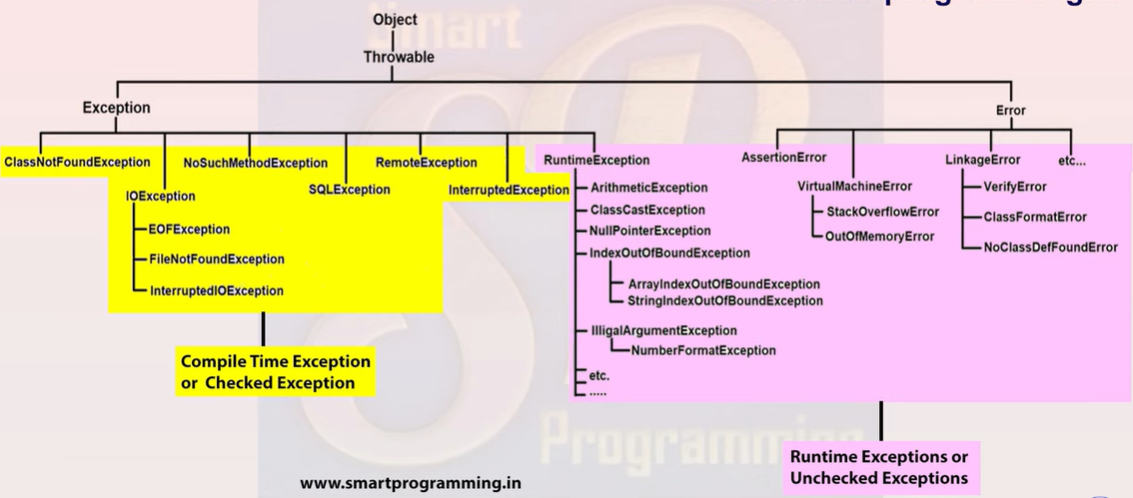 Smart
Object
Throwable
Exception
Error
ClassNotFoundException
NoSuchMethodException
RemoteException
RuntimeException
AssertionError
LinkageError
etc...
IOException
SQLException
InterruptedException
ArithmeticException
VirtualMachineError
VerifyError
ClassCastException
StackOverflowError
ClassFormatError
EOFException
NullPointerException
OutOfMemoryError
NoClassDefFoundError
FileNotFoundException
IndexOutOfBoundException
InterruptedIOException
ArrayIndexOutOfBoundException
StringIndexOutOfBoundException
IlligalArgumentException
NumberFormatException
etc.
.....
Compile Time Exception
or Checked Exception
Programming
Runtime Exceptions or
Unchecked Exceptions
www.smartprogramming.in